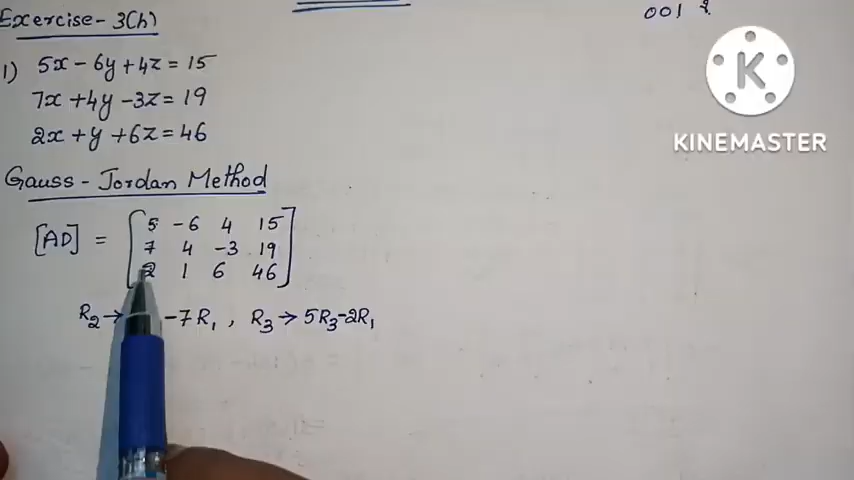 Exercise - 3(h)
001 ?
1) 5x - 6y + 4z = 15
7x + 4y - 3z = 19
2x + y + 6z = 46
K
KINEMASTER
Gauss - Jordan Method
[AD] = [ 5 -6 4 15
7 4 -3 19
2 1 6 46 ]
R₂ → - 7R₁ , R₃ → 5R₃ - 2R₁